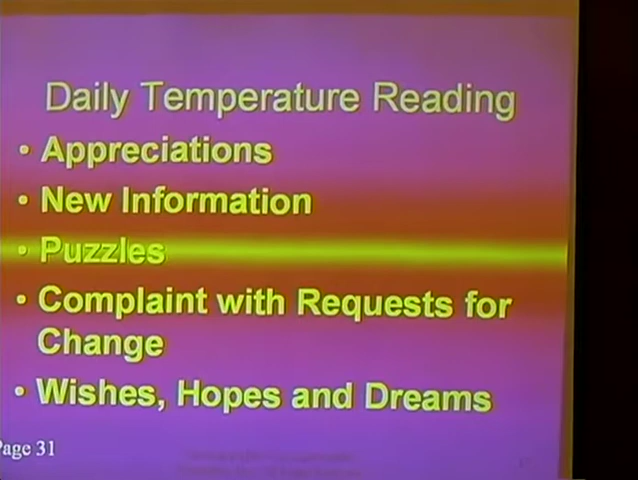 Daily Temperature Reading
• Appreciations
• New Information
• Puzzles
• Complaint with Requests for
Change
• Wishes, Hopes and Dreams
Page 31